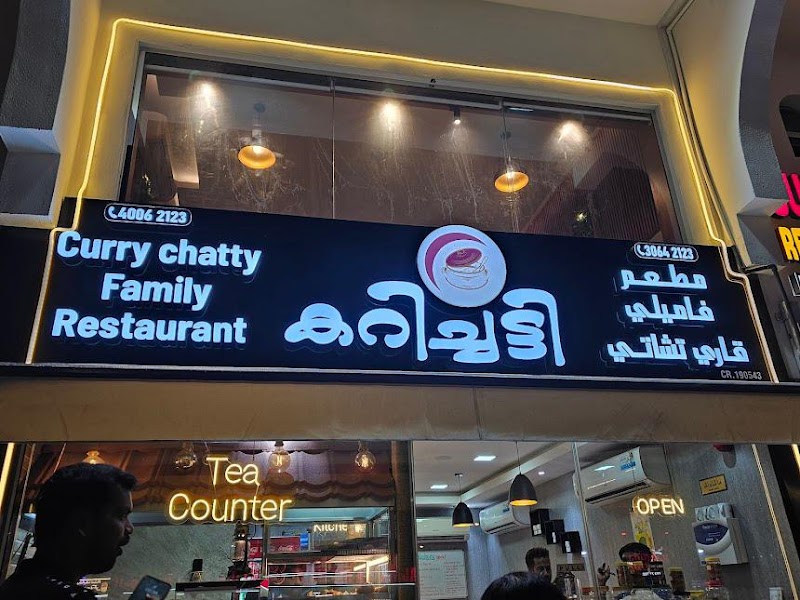 4006 2123
Curry chatty
Family
Restaurant
കറിച്ചട്ടി
3064 2123
مطعم
فاميلي
قاري تشاتي
CR.190543
Tea
Counter
OPEN